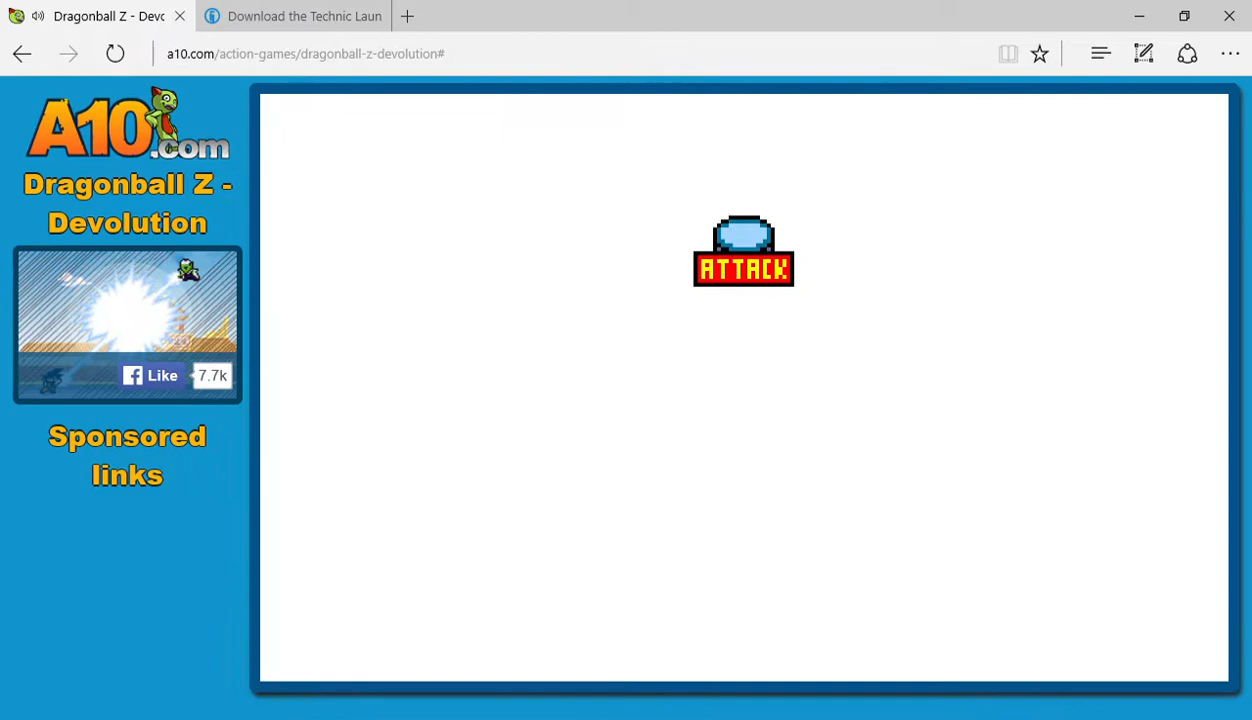 Dragonball Z - Devo
Download the Technic Laun
a10.com/action-games/dragonball-z-devolution#
A10.com
Dragonball Z -
Devolution
Like 7.7k
Sponsored
links
ATTACK